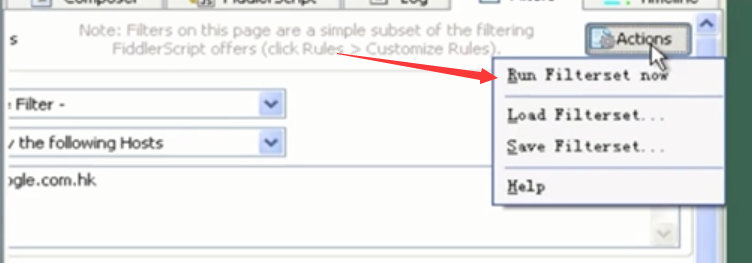 Composer FiddlerScript Log Filters Timeline
s
Note: Filters on this page are a simple subset of the filtering
FiddlerScript offers (click Rules > Customize Rules).
Actions
Run Filterset now
Load Filterset...
Save Filterset...
Help
Filter -
the following Hosts
ogle.com.hk